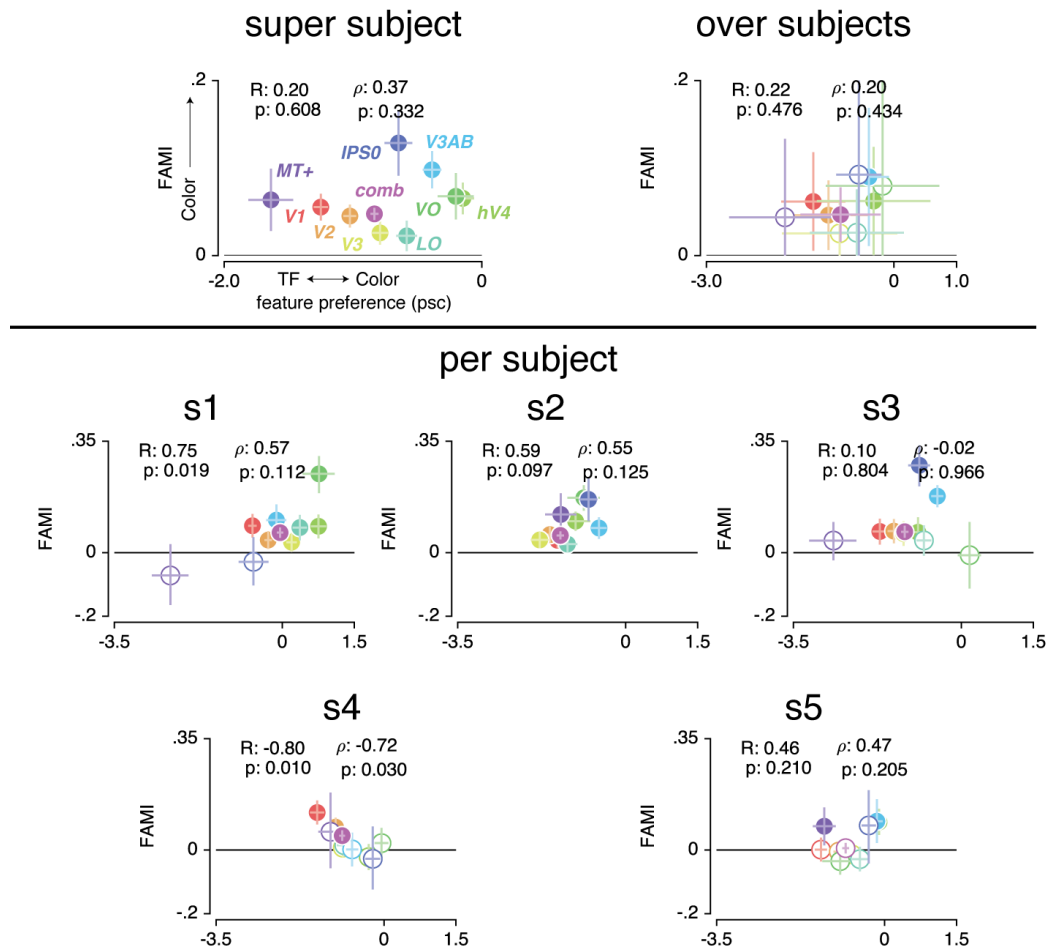 super subject
over subjects
.2
R: 0.20
p: 0.608
ρ: 0.37
p: 0.332
FAMI
Color
MT+
V1
V2
V3
IPS0
comb
V3AB
VO
hV4
LO
0
-2.0
TF
Color
0
feature preference (psc)
.2
R: 0.22
p: 0.476
ρ: 0.20
p: 0.434
FAMI
0
-3.0
0
1.0
per subject
s1
.35
R: 0.75
p: 0.019
ρ: 0.57
p: 0.112
FAMI
0
-.2
-3.5
0
1.5
s2
.35
R: 0.59
p: 0.097
ρ: 0.55
p: 0.125
FAMI
0
-.2
-3.5
0
1.5
s3
.35
R: 0.10
p: 0.804
ρ: -0.02
p: 0.966
FAMI
0
-.2
-3.5
0
1.5
s4
.35
R: -0.80
p: 0.010
ρ: -0.72
p: 0.030
FAMI
0
-.2
-3.5
0
1.5
s5
.35
R: 0.46
p: 0.210
ρ: 0.47
p: 0.205
FAMI
0
-.2
-3.5
0
1.5